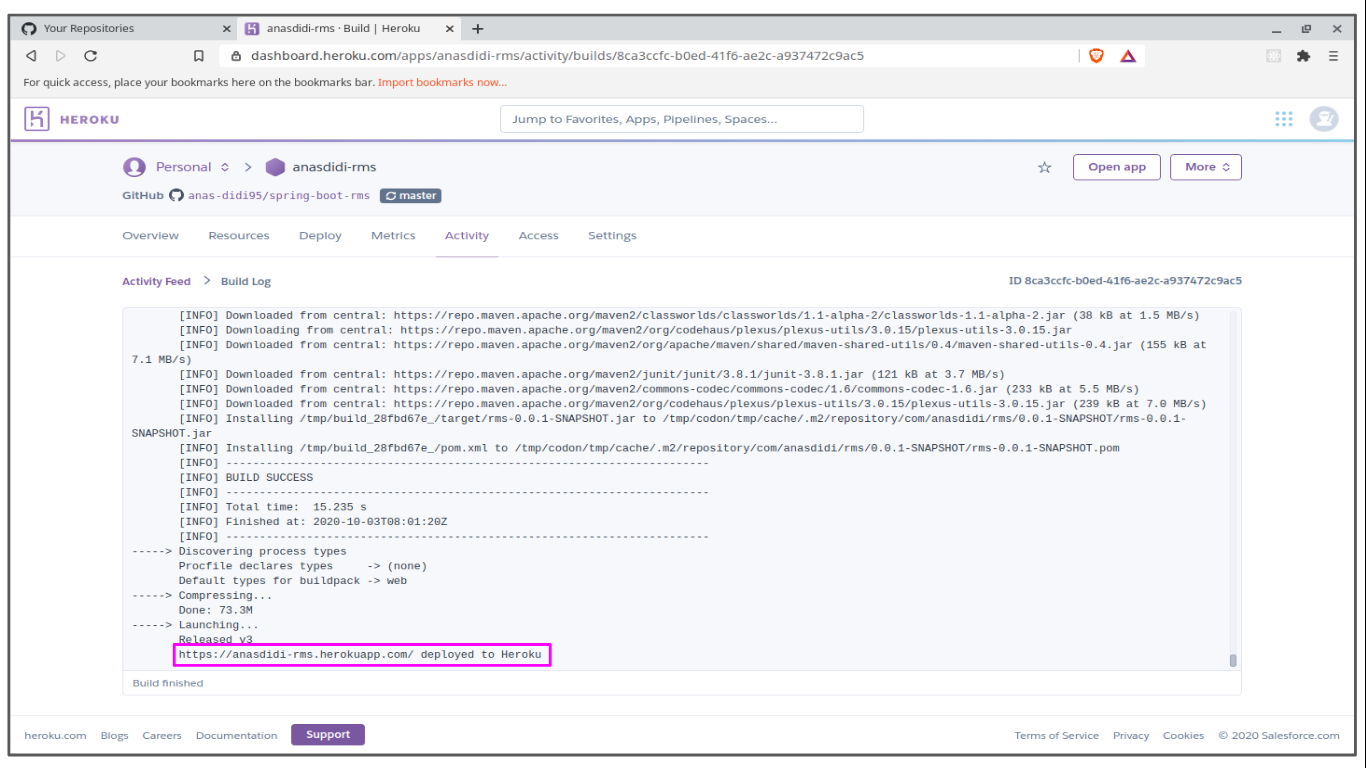 Your Repositories
anasdidi-rms · Build | Heroku
dashboard.heroku.com/apps/anasdidi-rms/activity/builds/8ca3ccfc-b0ed-41f6-ae2c-a937472c9ac5
For quick access, place your bookmarks here on the bookmarks bar. Import bookmarks now...
HEROKU
Jump to Favorites, Apps, Pipelines, Spaces...
Personal
anasdidi-rms
Open app
More
GitHub anas-didi95/spring-boot-rms master
Overview Resources Deploy Metrics Activity Access Settings
Activity Feed > Build Log
ID 8ca3ccfc-b0ed-41f6-ae2c-a937472c9ac5
[INFO] Downloaded from central: https://repo.maven.apache.org/maven2/classworlds/classworlds/1.1-alpha-2/classworlds-1.1-alpha-2.jar (38 kB at 1.5 MB/s)
[INFO] Downloading from central: https://repo.maven.apache.org/maven2/org/codehaus/plexus/plexus-utils/3.0.15/plexus-utils-3.0.15.jar
[INFO] Downloaded from central: https://repo.maven.apache.org/maven2/org/apache/maven/shared/maven-shared-utils/0.4/maven-shared-utils-0.4.jar (155 kB at
7.1 MB/s)
[INFO] Downloaded from central: https://repo.maven.apache.org/maven2/junit/junit/3.8.1/junit-3.8.1.jar (121 kB at 3.7 MB/s)
[INFO] Downloaded from central: https://repo.maven.apache.org/maven2/commons-codec/commons-codec/1.6/commons-codec-1.6.jar (233 kB at 5.5 MB/s)
[INFO] Downloaded from central: https://repo.maven.apache.org/maven2/org/codehaus/plexus/plexus-utils/3.0.15/plexus-utils-3.0.15.jar (239 kB at 7.0 MB/s)
[INFO] Installing /tmp/build_28fbd67e_/target/rms-0.0.1-SNAPSHOT.jar to /tmp/codon/tmp/cache/.m2/repository/com/anasdidi/rms/0.0.1-SNAPSHOT/rms-0.0.1-
SNAPSHOT.jar
[INFO] Installing /tmp/build_28fbd67e_/pom.xml to /tmp/codon/tmp/cache/.m2/repository/com/anasdidi/rms/0.0.1-SNAPSHOT/rms-0.0.1-SNAPSHOT.pom
[INFO] ------------------------------------------------------------------------
[INFO] BUILD SUCCESS
[INFO] ------------------------------------------------------------------------
[INFO] Total time:  15.235 s
[INFO] Finished at: 2020-10-03T08:01:20Z
[INFO] ------------------------------------------------------------------------
-----> Discovering process types
Procfile declares types     -> (none)
Default types for buildpack -> web
-----> Compressing...
Done: 73.3M
-----> Launching...
Released v3
https://anasdidi-rms.herokuapp.com/ deployed to Heroku
Build finished
heroku.com Blogs Careers Documentation Support
Terms of Service Privacy Cookies © 2020 Salesforce.com